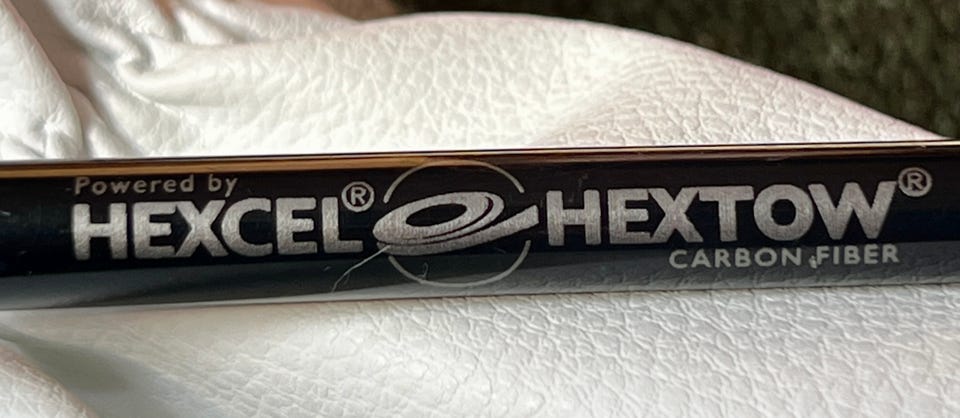 Powered by
HEXCEL® HEXTOW®
CARBON FIBER